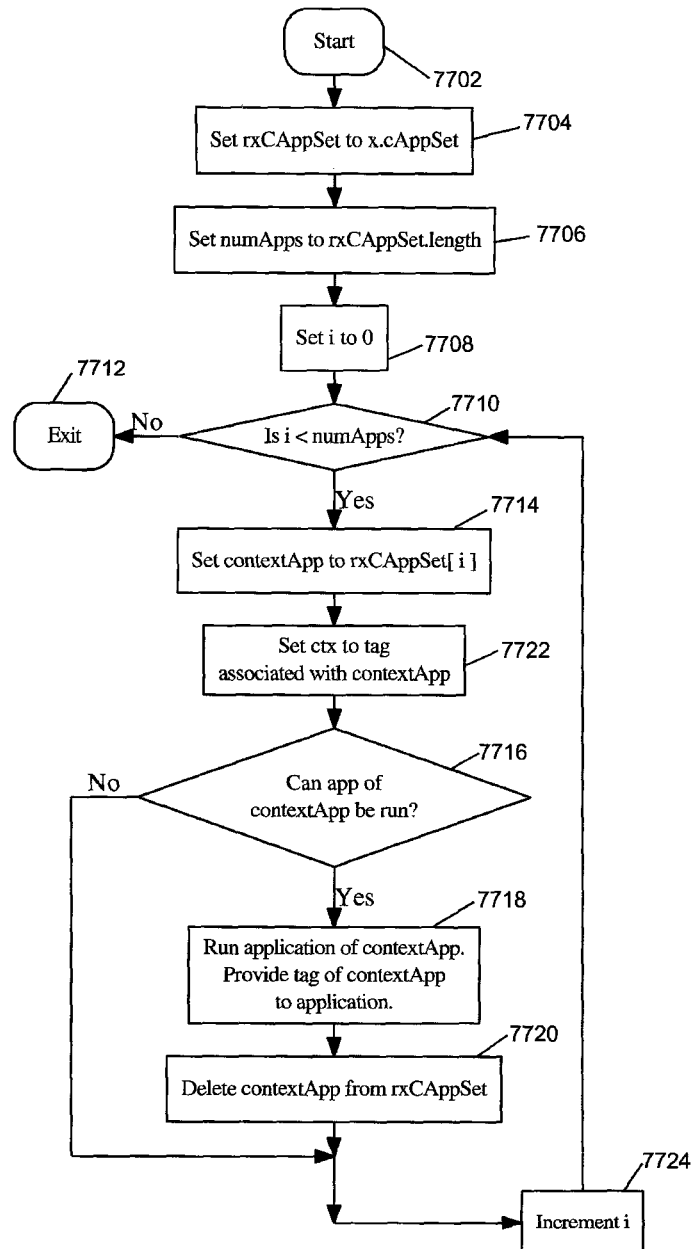 Start
7702
Set rxCAppSet to x.cAppSet
7704
Set numApps to rxCAppSet.length
7706
Set i to 0
7708
7712
Exit
No
7710
Is i < numApps?
Yes
7714
Set contextApp to rxCAppSet[ i ]
Set ctx to tag
associated with contextApp
7722
7716
No
Can app of
contextApp be run?
Yes
7718
Run application of contextApp.
Provide tag of contextApp
to application.
7720
Delete contextApp from rxCAppSet
7724
Increment i